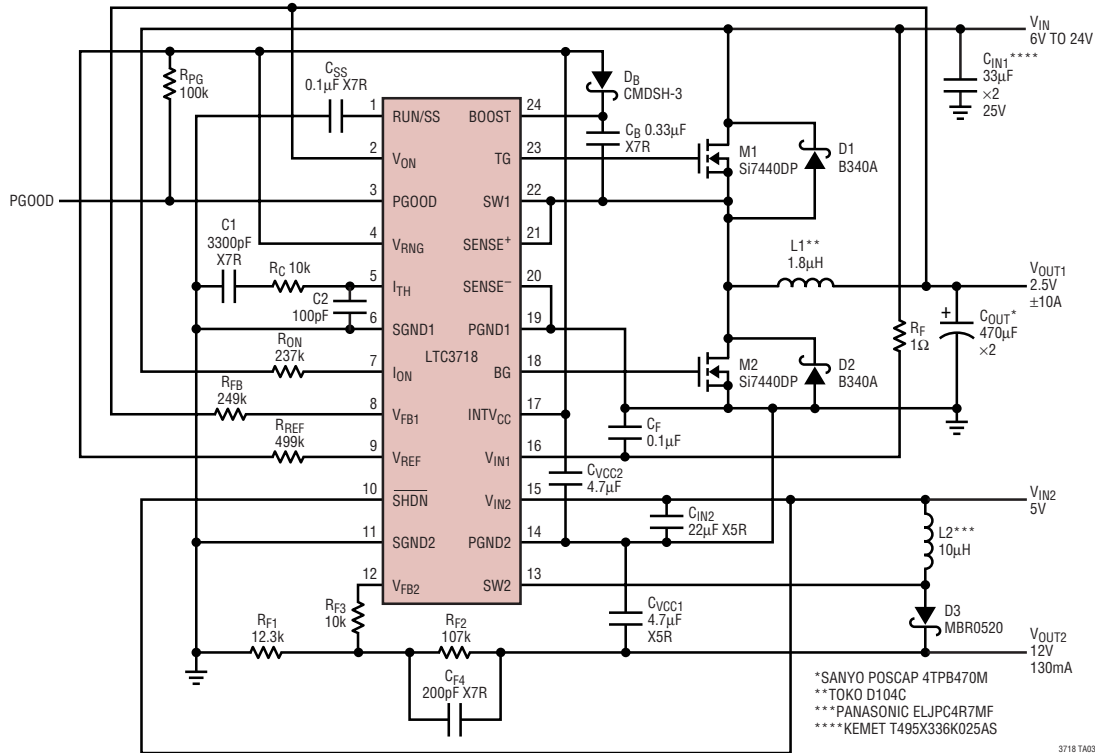 V_IN
6V TO 24V
C_IN1****
33µF
×2
25V
R_PG
100k
C_SS
0.1µF X7R
D_B
CMDSH-3
C_B 0.33µF
X7R
M1
Si7440DP
D1
B340A
PGOOD
1
RUN/SS
BOOST
24
2
V_ON
TG
23
3
PGOOD
SW1
22
4
V_RNG
SENSE⁺
21
5
I_TH
SENSE⁻
20
6
SGND1
PGND1
19
LTC3718
7
I_ON
BG
18
8
V_FB1
INTV_CC
17
9
V_REF
V_IN1
16
10
S̅H̅D̅N̅
V_IN2
15
11
SGND2
PGND2
14
12
V_FB2
SW2
13
C1
3300pF
X7R
R_C 10k
C2
100pF
R_ON
237k
R_FB
249k
R_REF
499k
L1**
1.8µH
V_OUT1
2.5V
±10A
C_OUT*
+
470µF
×2
R_F
1Ω
M2
Si7440DP
D2
B340A
C_F
0.1µF
C_VCC2
4.7µF
C_IN2
22µF X5R
V_IN2
5V
L2***
10µH
D3
MBR0520
C_VCC1
4.7µF
X5R
V_OUT2
12V
130mA
R_F1
12.3k
R_F3
10k
R_F2
107k
C_F4
200pF X7R
*SANYO POSCAP 4TPB470M
**TOKO D104C
***PANASONIC ELJPC4R7MF
****KEMET T495X336K025AS
3718 TA03